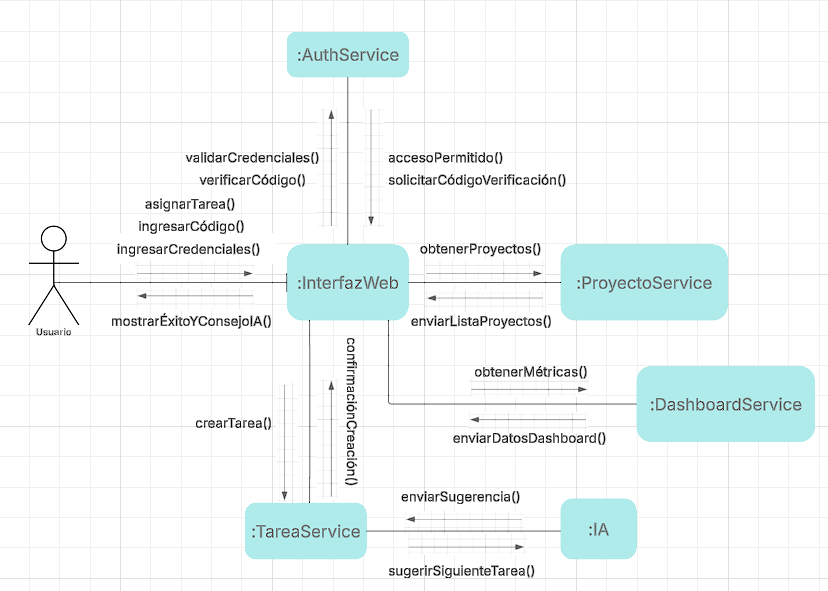 :AuthService
validarCredenciales()
verificarCódigo()
accesoPermitido()
solicitarCódigoVerificación()
asignarTarea()
ingresarCódigo()
ingresarCredenciales()
Usuario
mostrarÉxitoYConsejoIA()
:InterfazWeb
obtenerProyectos()
enviarListaProyectos()
:ProyectoService
obtenerMétricas()
enviarDatosDashboard()
:DashboardService
crearTarea()
confirmaciónCreación()
:TareaService
enviarSugerencia()
sugerirSiguienteTarea()
:IA